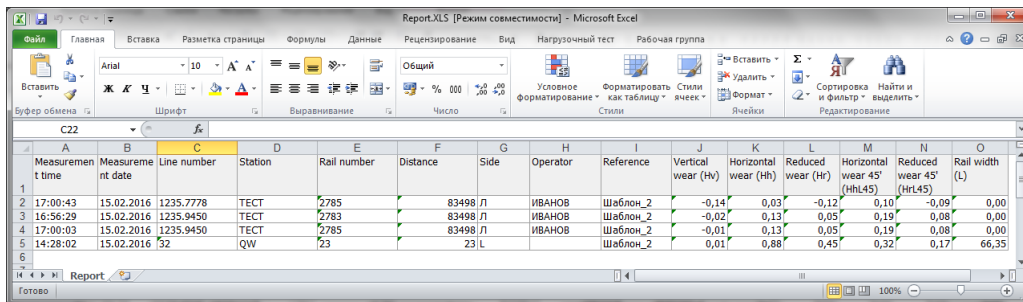 Report.XLS [Режим совместимости] - Microsoft Excel
Файл Главная Вставка Разметка страницы Формулы Данные Рецензирование Вид Нагрузочный тест Рабочая группа
Вставить
Буфер обмена
Arial 10
Ж К Ч
Шрифт
Выравнивание
Общий
% 000
Число
Условное форматирование
Форматировать как таблицу
Стили ячеек
Стили
Вставить
Удалить
Формат
Ячейки
Сортировка и фильтр
Найти и выделить
Редактирование
C22 fx
A B C D E F G H I J K L M N O
1 Measurement time Measurement date Line number Station Rail number Distance Side Operator Reference Vertical wear (Hv) Horizontal wear (Hh) Reduced wear (Hr) Horizontal wear 45' (HhL45) Reduced wear 45' (HrL45) Rail width (L)
2 17:00:43 15.02.2016 1235.7778 ТЕСТ 2785 83498 Л ИВАНОВ Шаблон_2 -0,14 0,03 -0,12 0,10 -0,09 0,00
3 16:56:29 15.02.2016 1235.9450 ТЕСТ 2783 83498 Л ИВАНОВ Шаблон_2 -0,02 0,13 0,05 0,19 0,08 0,00
4 17:00:03 15.02.2016 1235.9450 ТЕСТ 2785 83498 Л ИВАНОВ Шаблон_2 -0,01 0,13 0,05 0,19 0,08 0,00
5 14:28:02 15.02.2016 32 QW 23 23 L Шаблон_2 0,01 0,88 0,45 0,32 0,17 66,35
6
Report
Готово 100%